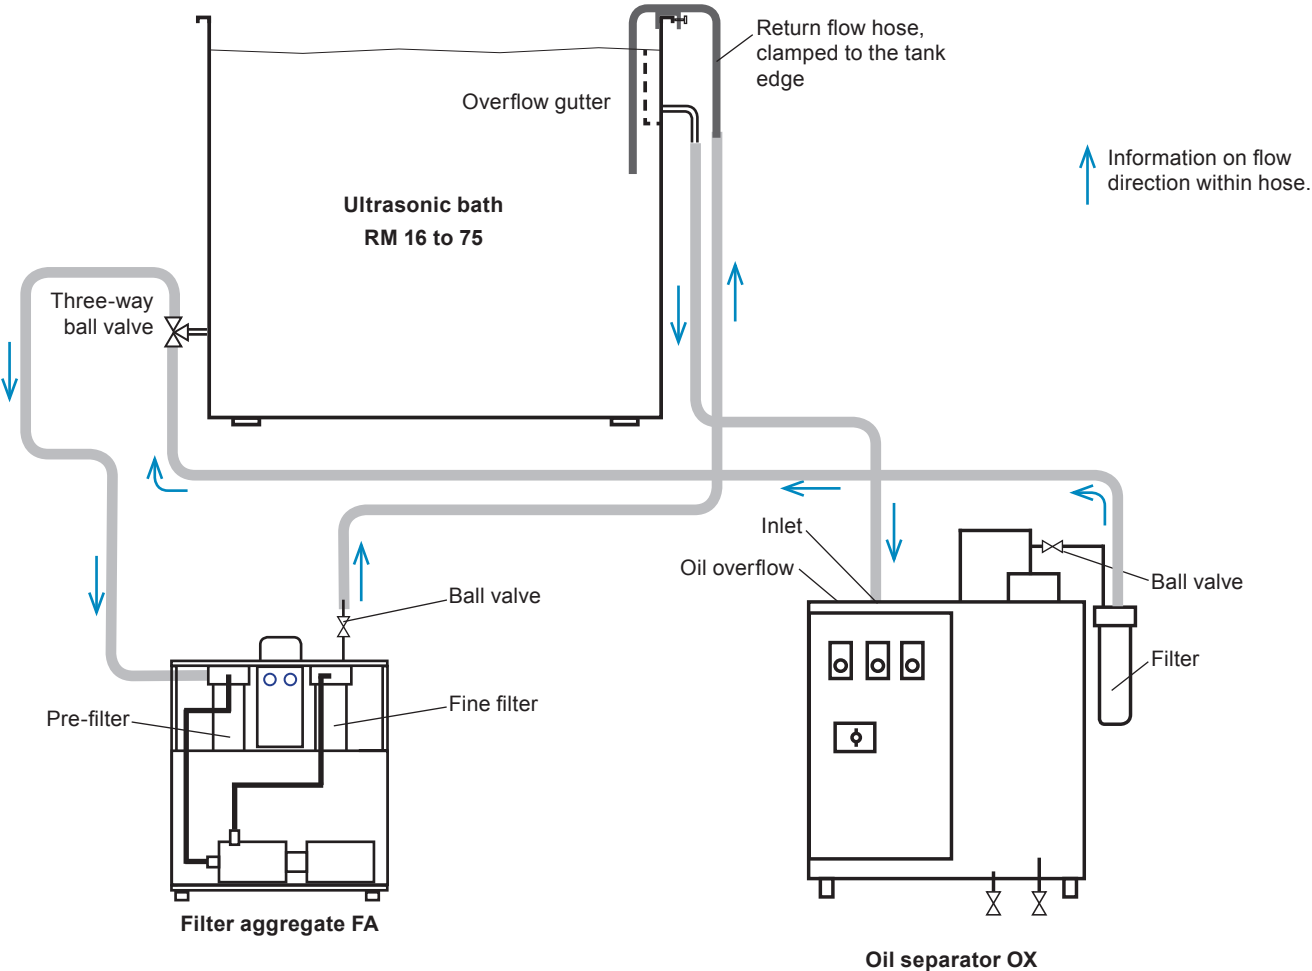 Return flow hose,
clamped to the tank
edge
Overflow gutter
Information on flow
direction within hose.
Ultrasonic bath
RM 16 to 75
Three-way
ball valve
Inlet
Oil overflow
Ball valve
Ball valve
Filter
Pre-filter
Fine filter
Filter aggregate FA
Oil separator OX